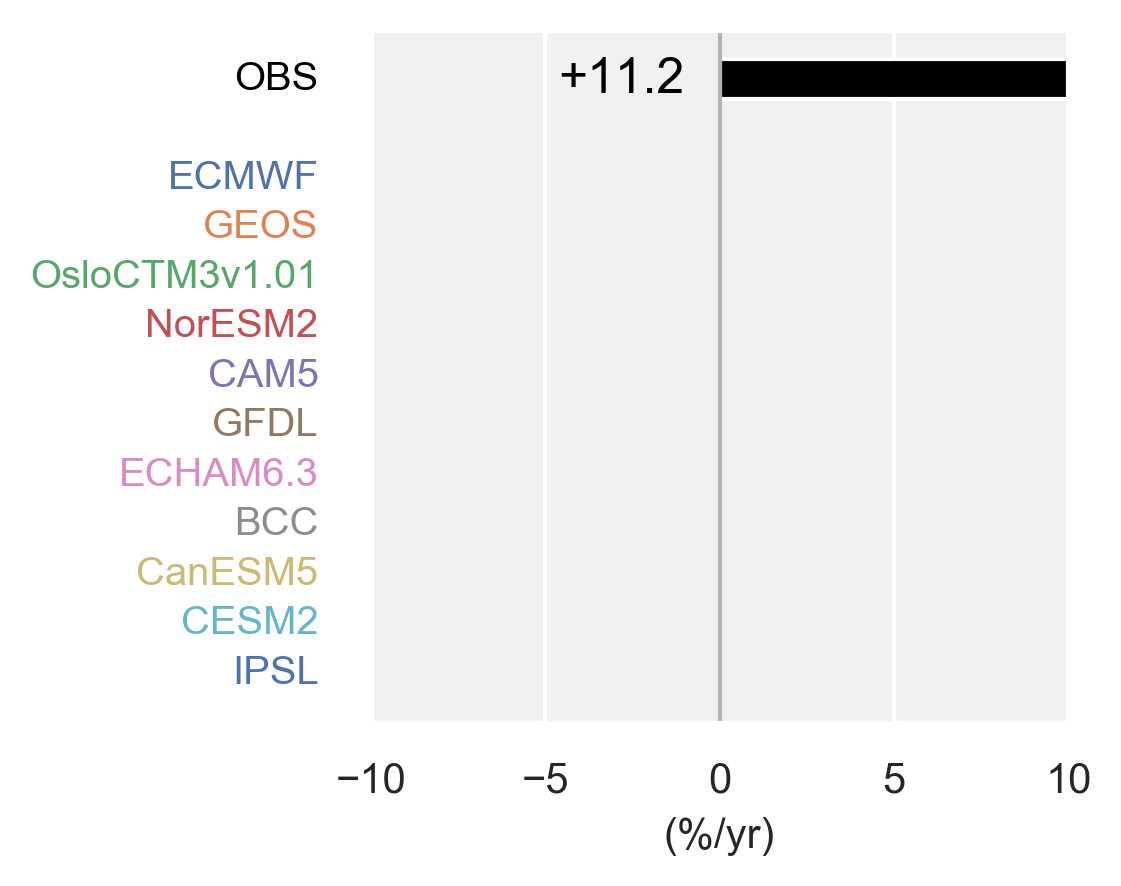 OBS +11.2
ECMWF
GEOS
OsloCTM3v1.01
NorESM2
CAM5
GFDL
ECHAM6.3
BCC
CanESM5
CESM2
IPSL
−10 −5 0 5 10
(%/yr)